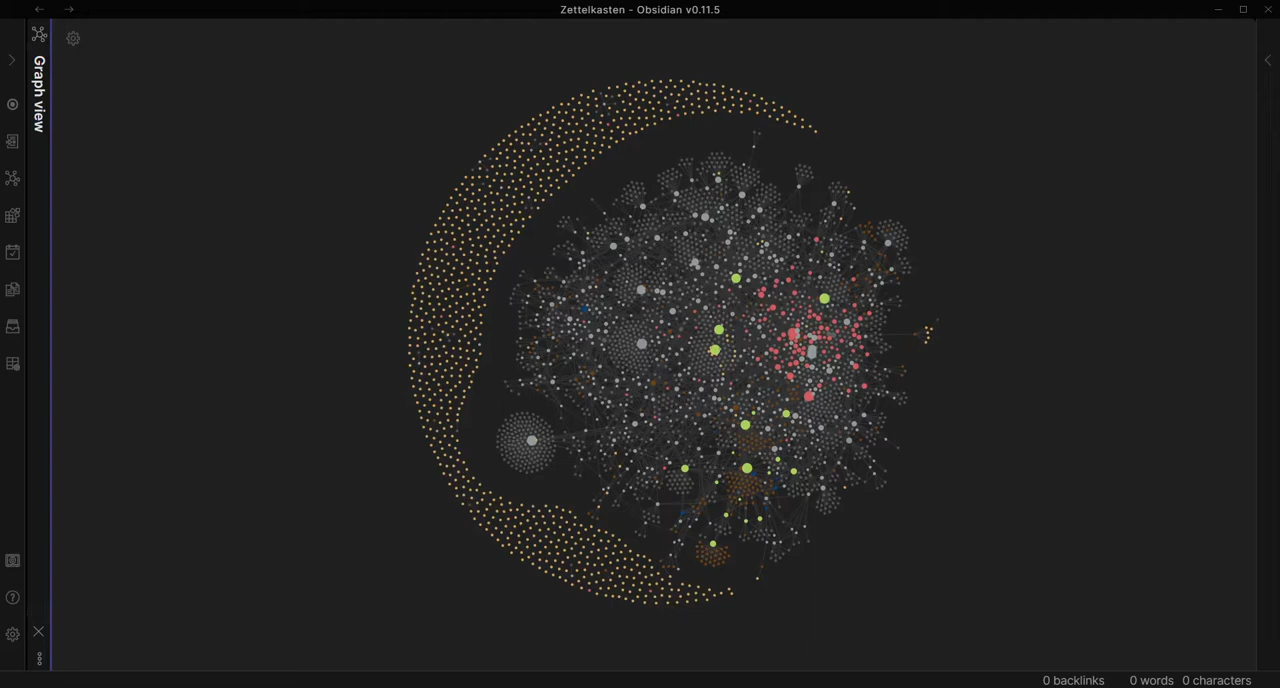 Zettelkasten - Obsidian v0.11.5
Graph view
0 backlinks 0 words 0 characters